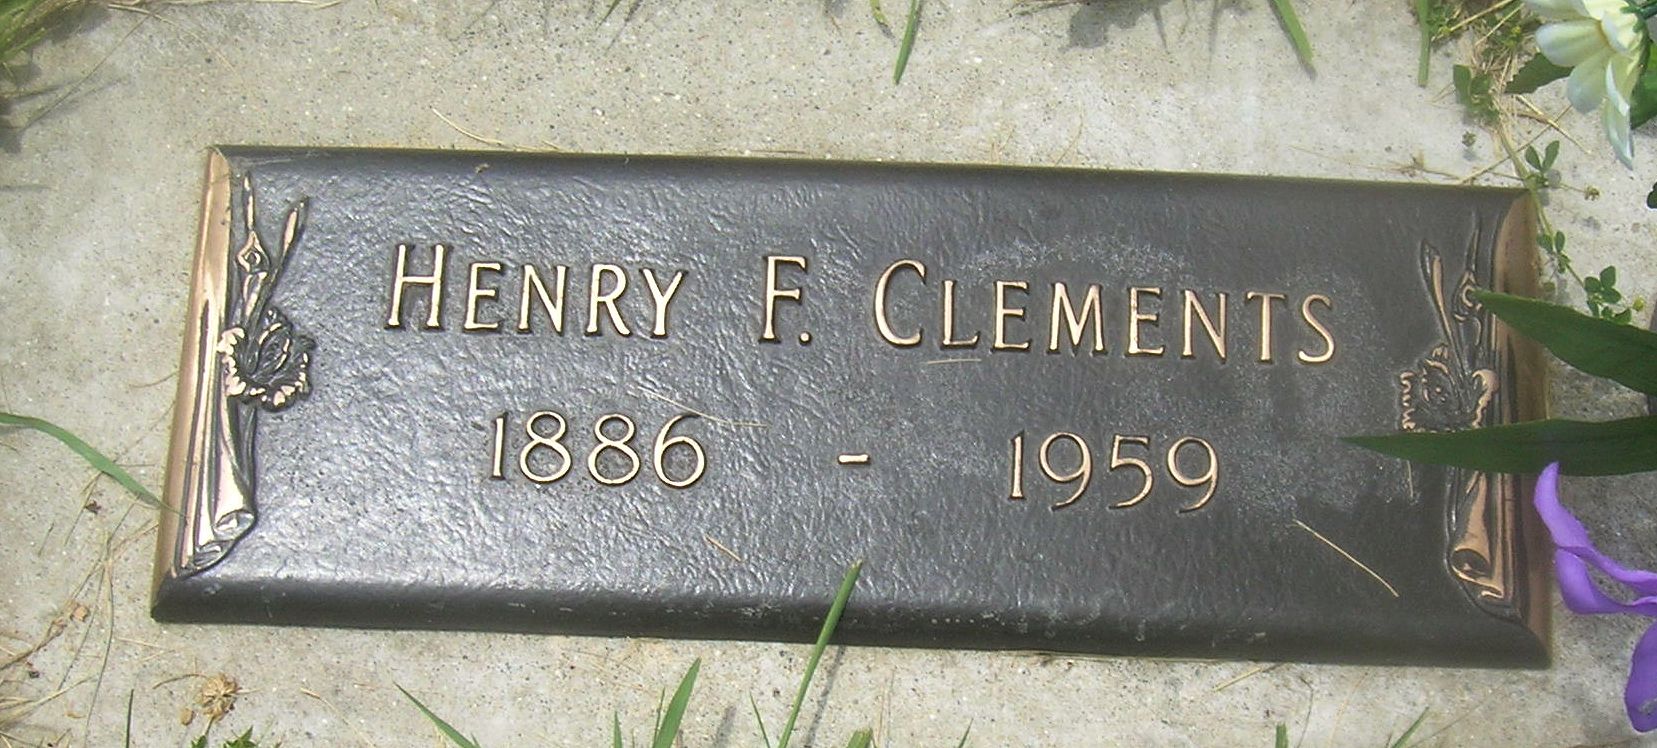 HENRY F. CLEMENTS
1886 - 1959